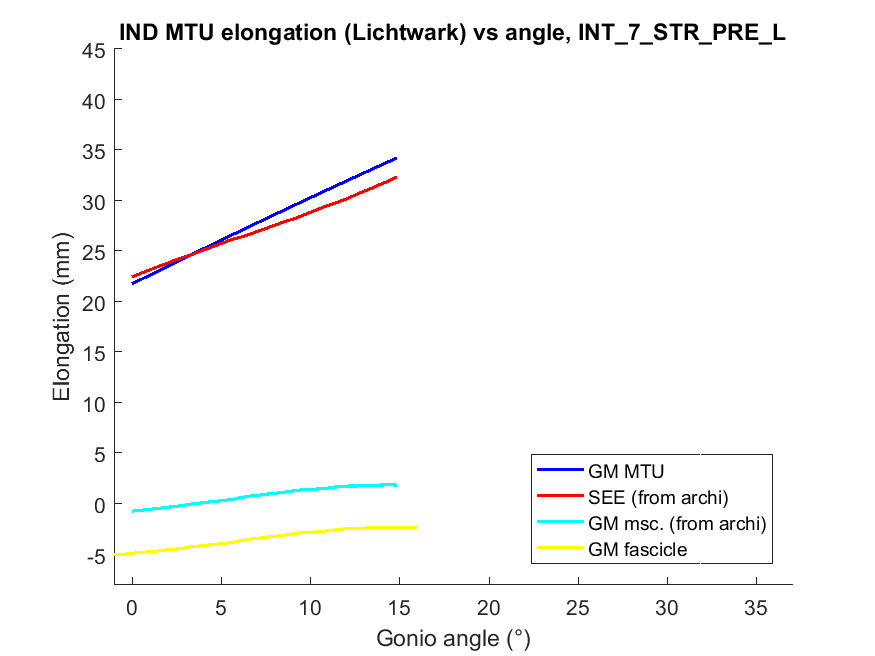 IND MTU elongation (Lichtwark) vs angle, INT_7_STR_PRE_L
45
40
35
30
25
20
15
10
5
0
-5
Elongation (mm)
GM MTU
SEE (from archi)
GM msc. (from archi)
GM fascicle
0 5 10 15 20 25 30 35
Gonio angle (°)